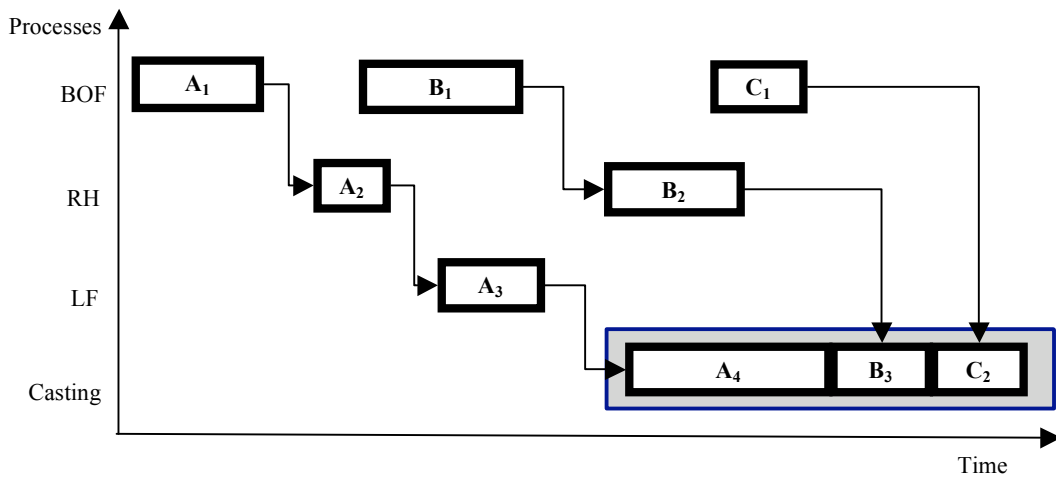 Processes
BOF
A₁
B₁
C₁
RH
A₂
B₂
LF
A₃
Casting
A₄
B₃
C₂
Time